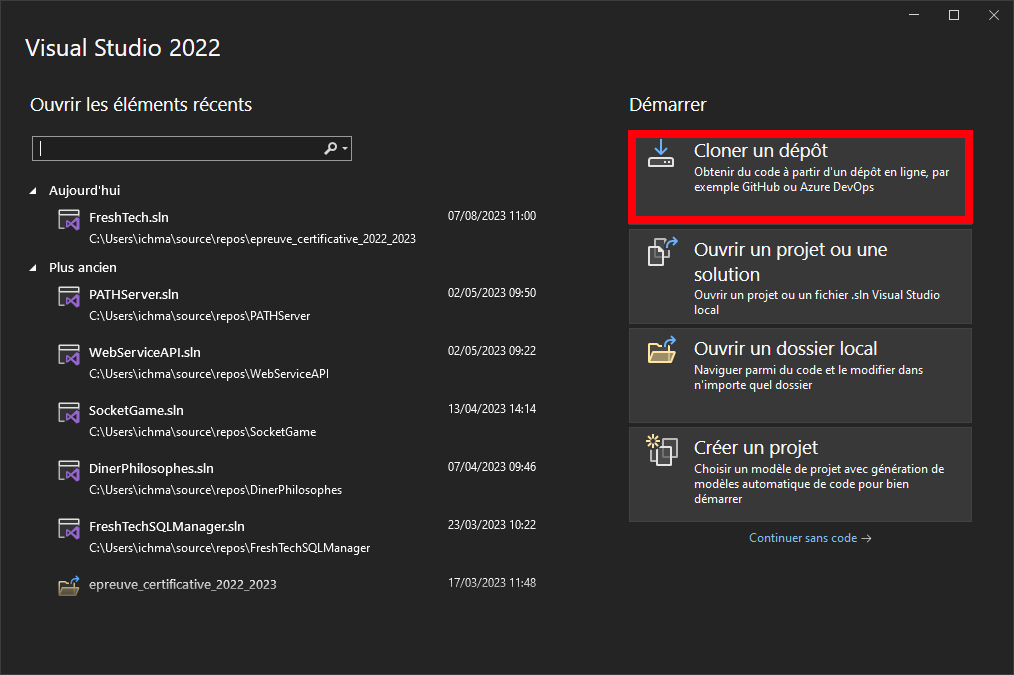 Visual Studio 2022
Ouvrir les éléments récents
Aujourd'hui
FreshTech.sln
07/08/2023 11:00
C:\Users\ichma\source\repos\epreuve_certificative_2022_2023
Plus ancien
PATHServer.sln
02/05/2023 09:50
C:\Users\ichma\source\repos\PATHServer
WebServiceAPI.sln
02/05/2023 09:22
C:\Users\ichma\source\repos\WebServiceAPI
SocketGame.sln
13/04/2023 14:14
C:\Users\ichma\source\repos\SocketGame
DinerPhilosophes.sln
07/04/2023 09:46
C:\Users\ichma\source\repos\DinerPhilosophes
FreshTechSQLManager.sln
23/03/2023 10:22
C:\Users\ichma\source\repos\FreshTechSQLManager
epreuve_certificative_2022_2023
17/03/2023 11:48
Démarrer
Cloner un dépôt
Obtenir du code à partir d'un dépôt en ligne, par
exemple GitHub ou Azure DevOps
Ouvrir un projet ou une
solution
Ouvrir un projet ou un fichier .sln Visual Studio
local
Ouvrir un dossier local
Naviguer parmi du code et le modifier dans
n'importe quel dossier
Créer un projet
Choisir un modèle de projet avec génération de
modèles automatique de code pour bien
démarrer
Continuer sans code →